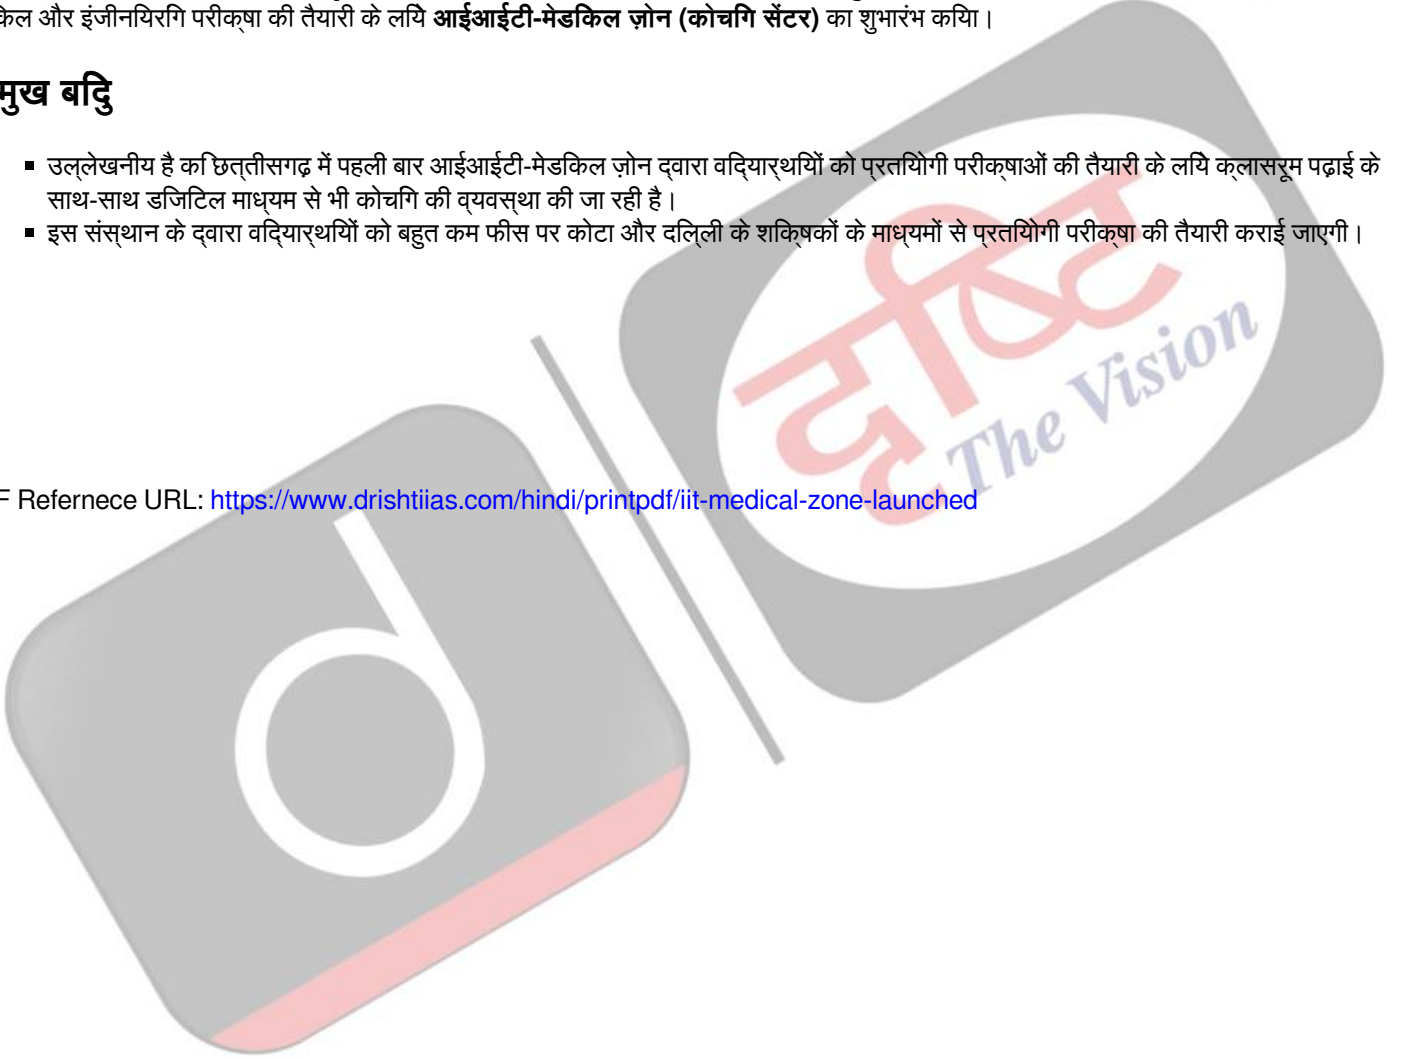 किल और इंजीनियरिंग परीक्षा की तैयारी के लिये आईआईटी-मेडिकल ज़ोन (कोचिंग सेंटर) का शुभारंभ किया।
मुख बिंदु
▪ उल्लेखनीय है कि छत्तीसगढ़ में पहली बार आईआईटी-मेडिकल ज़ोन द्वारा विद्यार्थियों को प्रतियोगी परीक्षाओं की तैयारी के लिये क्लासरूम पढ़ाई के
साथ-साथ डिजिटल माध्यम से भी कोचिंग की व्यवस्था की जा रही है।
▪ इस संस्थान के द्वारा विद्यार्थियों को बहुत कम फीस पर कोटा और दिल्ली के शिक्षकों के माध्यमों से प्रतियोगी परीक्षा की तैयारी कराई जाएगी।
दृष्टि
The Vision
F Refernece URL: https://www.drishtiias.com/hindi/printpdf/iit-medical-zone-launched
d